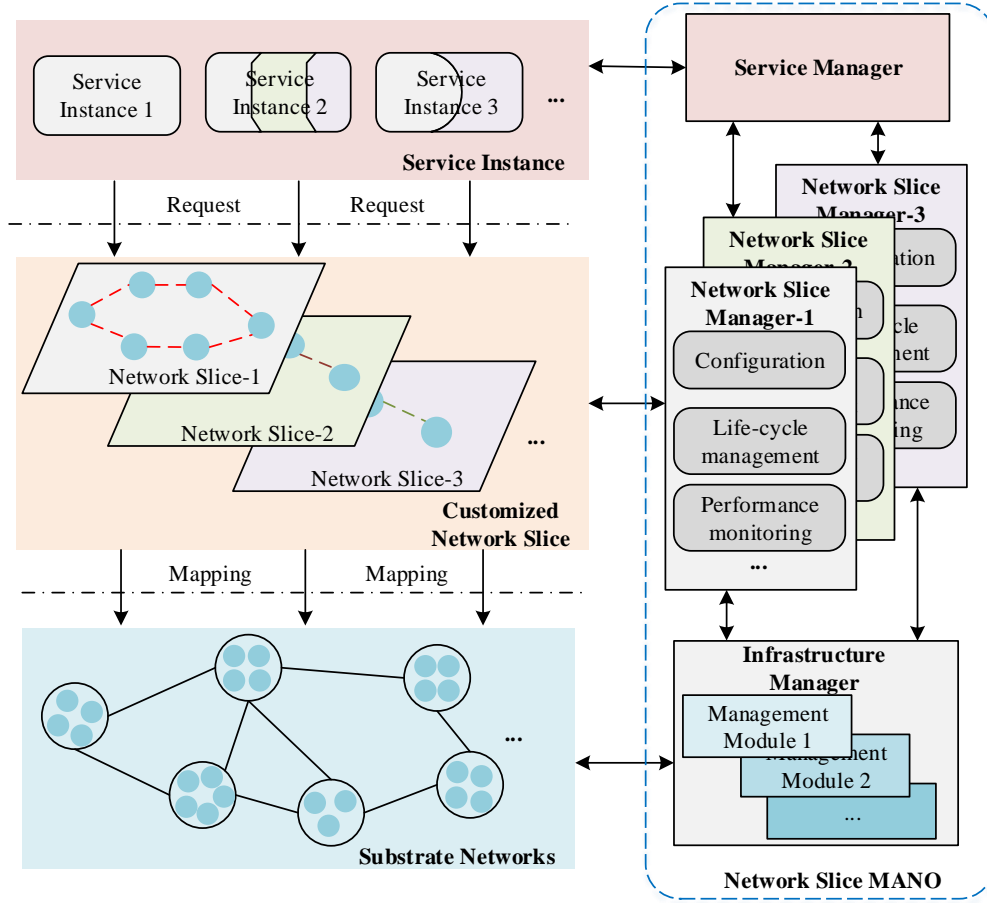 Service
Instance 1
Service
Instance 2
Service
Instance 3
...
Service Instance
Request
Request
Network Slice-1
Network Slice-2
Network Slice-3
...
Customized
Network Slice
Mapping
Mapping
...
Substrate Networks
Service Manager
Network Slice
Manager-3
Network Slice
Manager-2
Network Slice
Manager-1
Configuration
Life-cycle
management
Performance
monitoring
...
Infrastructure
Manager
Management
Module 1
Management
Module 2
...
Network Slice MANO